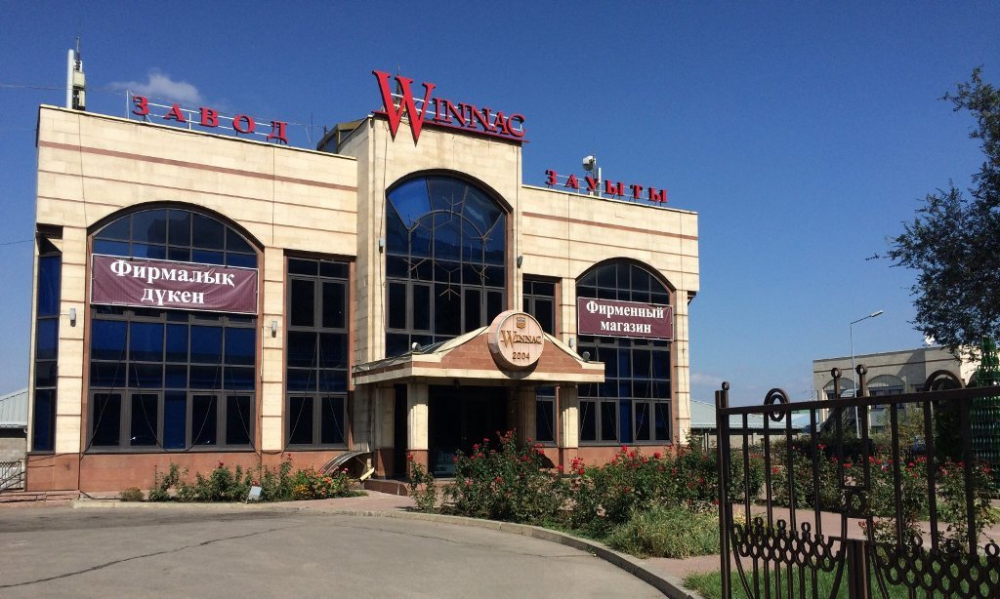 ЗАВОД
WINNAC
ЗАУЫТЫ
Фирмалық
дүкен
Фирменный
магазин
WINNAC
2004